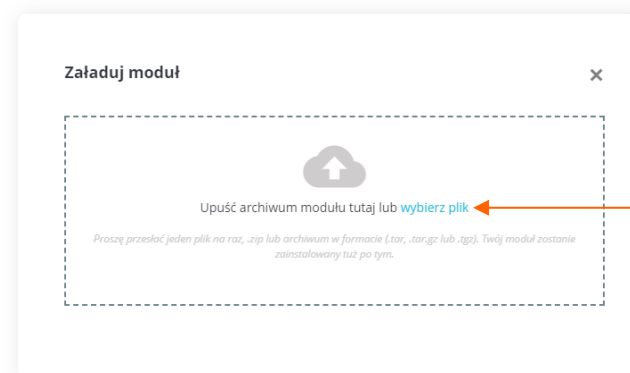 Załaduj moduł
Upuść archiwum modułu tutaj lub wybierz plik
Proszę przesłać jeden plik na raz, .zip lub archiwum w formacie (.tar, .tar.gz lub .tgz). Twój moduł zostanie
zainstalowany tuż po tym.